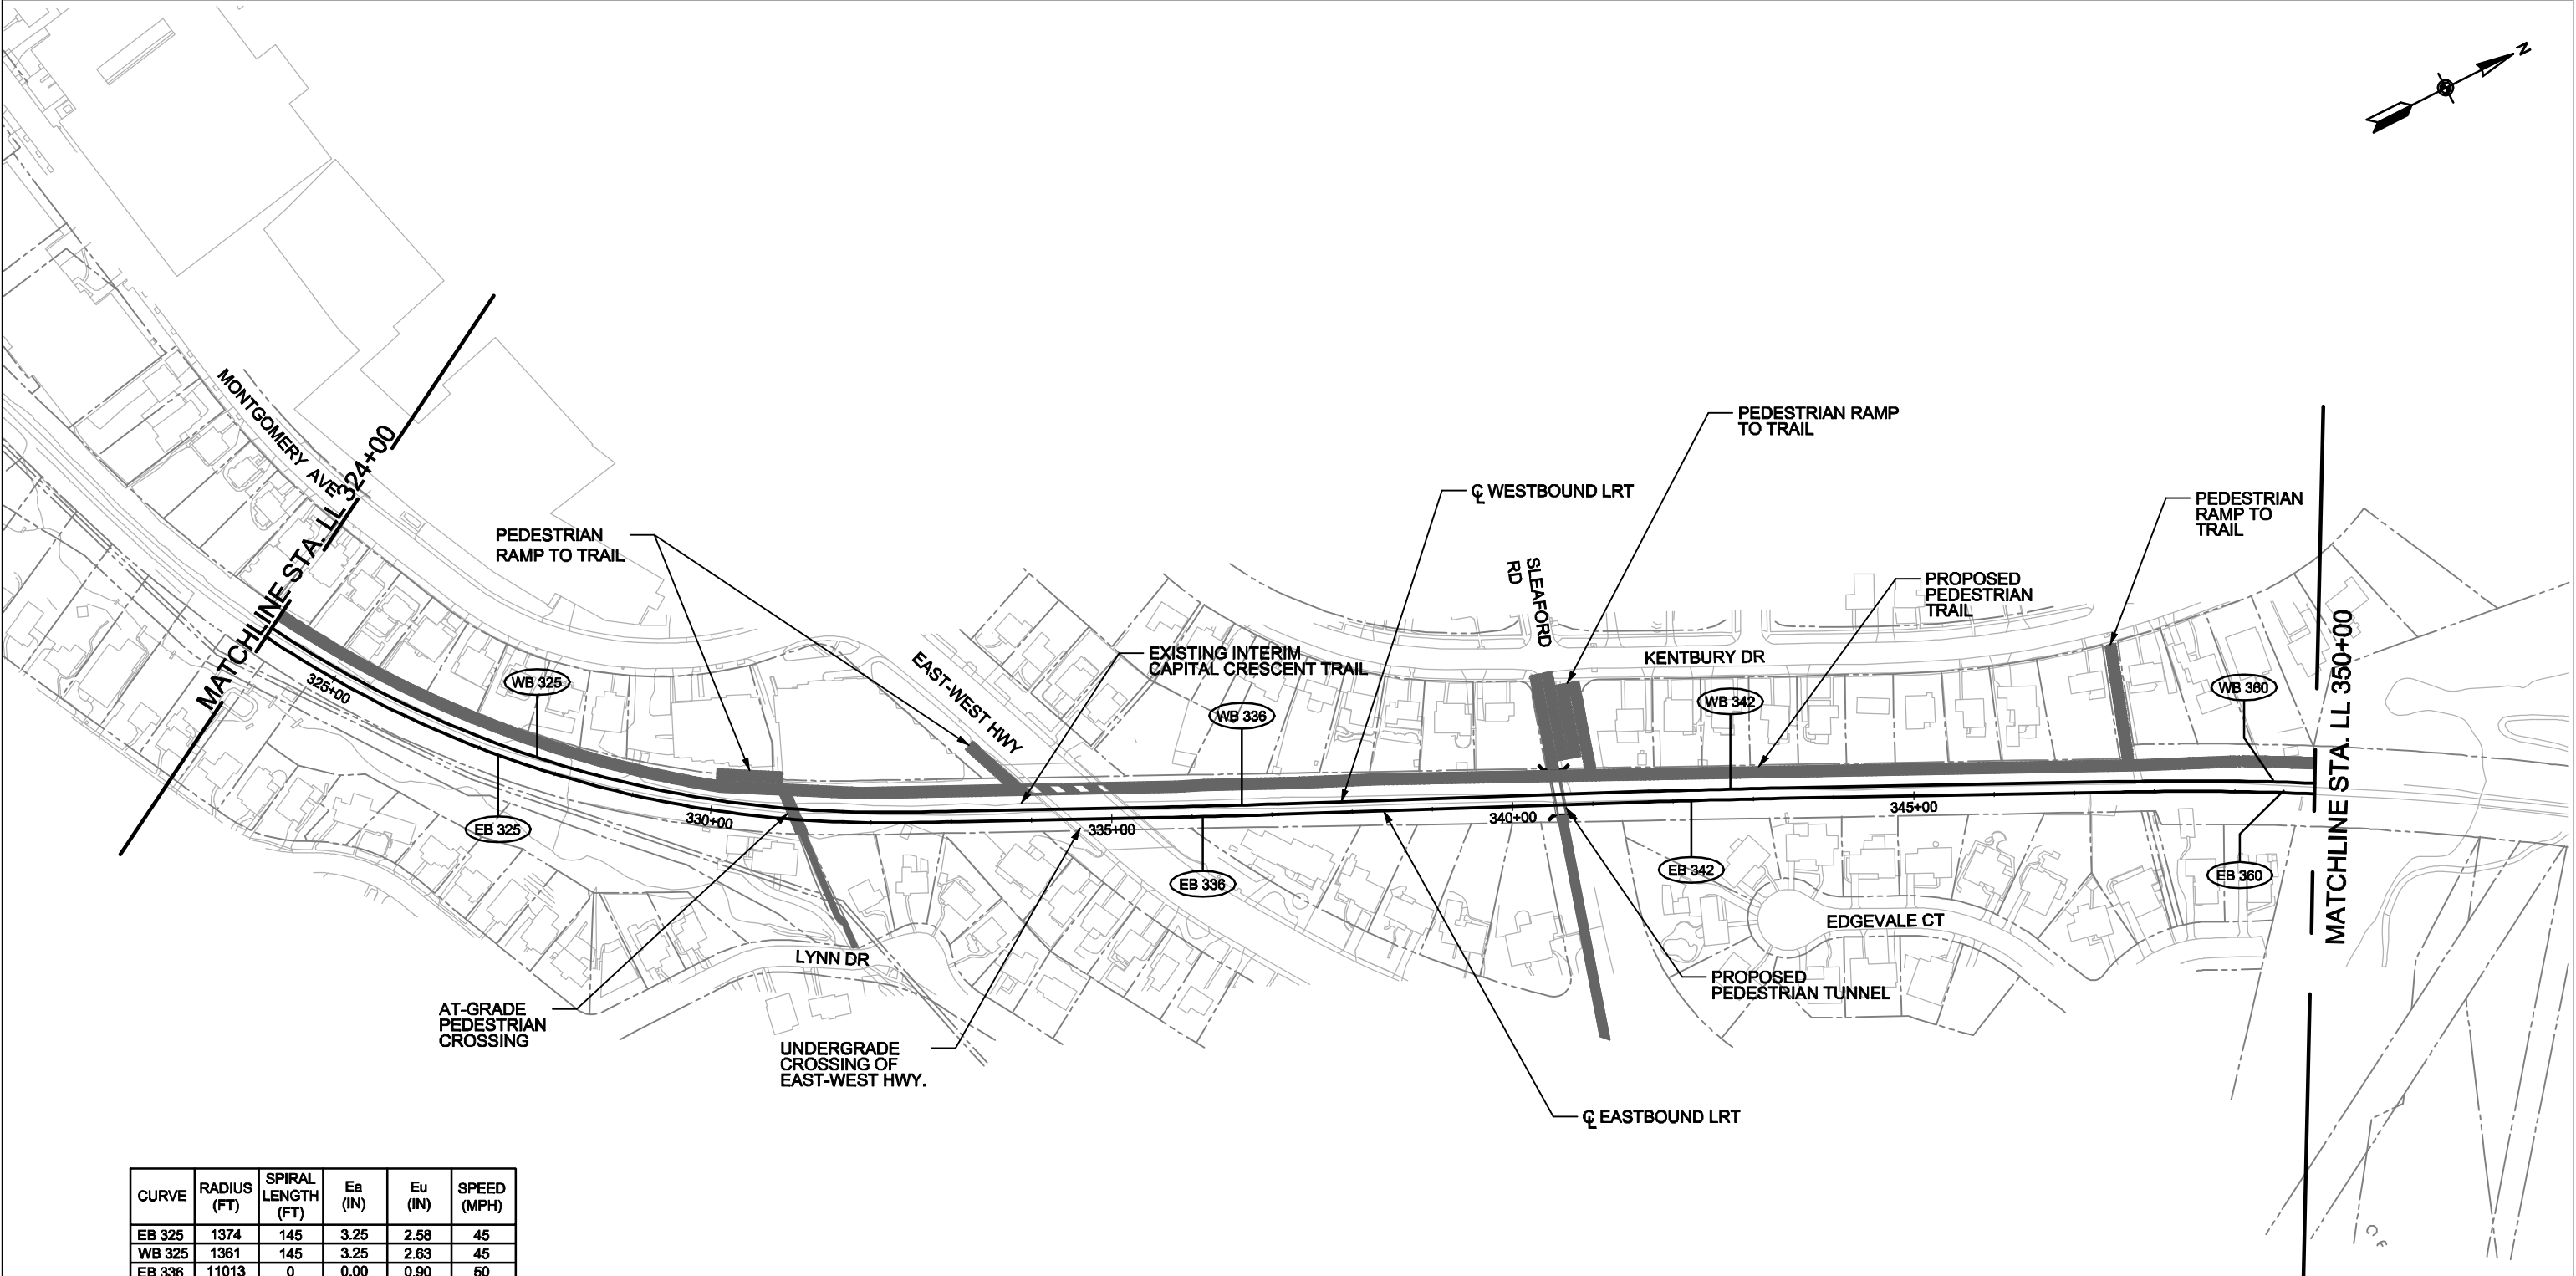 N
MONTGOMERY AVE
MATCHLINE STA. LL 324+00
PEDESTRIAN RAMP
TO TRAIL
℄ WESTBOUND LRT
PEDESTRIAN
RAMP TO
TRAIL
PEDESTRIAN
RAMP TO TRAIL
SLEAFORD
RD
PROPOSED
PEDESTRIAN
TRAIL
EAST-WEST HWY
EXISTING INTERIM
CAPITAL CRESCENT TRAIL
KENTBURY DR
MATCHLINE STA. LL 350+00
325+00
WB 325
WB 336
WB 342
WB 360
330+00
335+00
340+00
345+00
EB 325
EB 336
EB 342
EB 360
LYNN DR
EDGEVALE CT
AT-GRADE
PEDESTRIAN
CROSSING
PROPOSED
PEDESTRIAN TUNNEL
UNDERGRADE
CROSSING OF
EAST-WEST HWY.
℄ EASTBOUND LRT
CURVE RADIUS (FT) SPIRAL LENGTH (FT) Ea (IN) Eu (IN) SPEED (MPH)
EB 325 1374 145 3.25 2.58 45
WB 325 1361 145 3.25 2.63 45
EB 336 11013 0 0.00 0.90 50